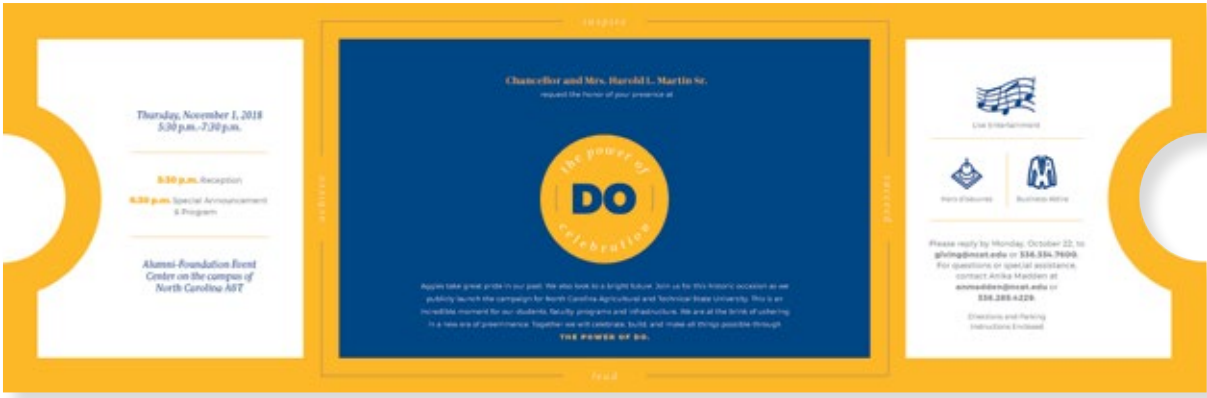 inspire
Thursday, November 1, 2018
5:30 p.m.-7:30 p.m.
5:30 p.m. Reception
6:30 p.m. Special Announcement
& Program
Alumni-Foundation Event
Center on the campus of
North Carolina A&T
achieve
Chancellor and Mrs. Harold L. Martin Sr.
request the honor of your presence at
the power of
DO
celebration
Aggies take great pride in our past. We also look to a bright future. Join us for this historic occasion as we
publicly launch the campaign for North Carolina Agricultural and Technical State University. This is an
incredible moment for our students, faculty programs and infrastructure. We are at the brink of ushering
in a new era of preeminence. Together we will celebrate, build, and make all things possible through
THE POWER OF DO.
succeed
lead
Live Entertainment
Hors d'oeuvres
Business Attire
Please reply by Monday, October 22, to
giving@ncat.edu or 336.334.7600.
For questions or special assistance,
contact Anika Madden at
anmadden@ncat.edu or
336.285.4229.
Directions and Parking
Instructions Enclosed